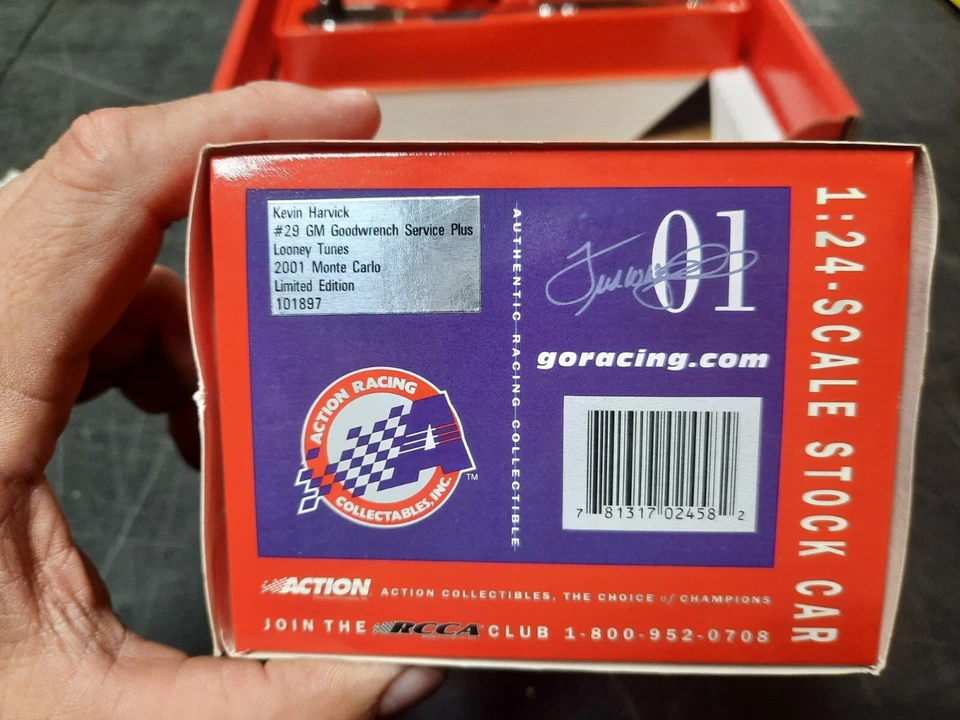 Kevin Harvick
#29 GM Goodwrench Service Plus
Looney Tunes
2001 Monte Carlo
Limited Edition
101897
AUTHENTIC RACING COLLECTIBLE
01
goracing.com
ACTION RACING
COLLECTABLES, INC.
TM
7 81317 02458 2
1:24-SCALE STOCK CAR
ACTION ACTION COLLECTIBLES, THE CHOICE of CHAMPIONS
JOIN THE RCCA CLUB 1-800-952-0708